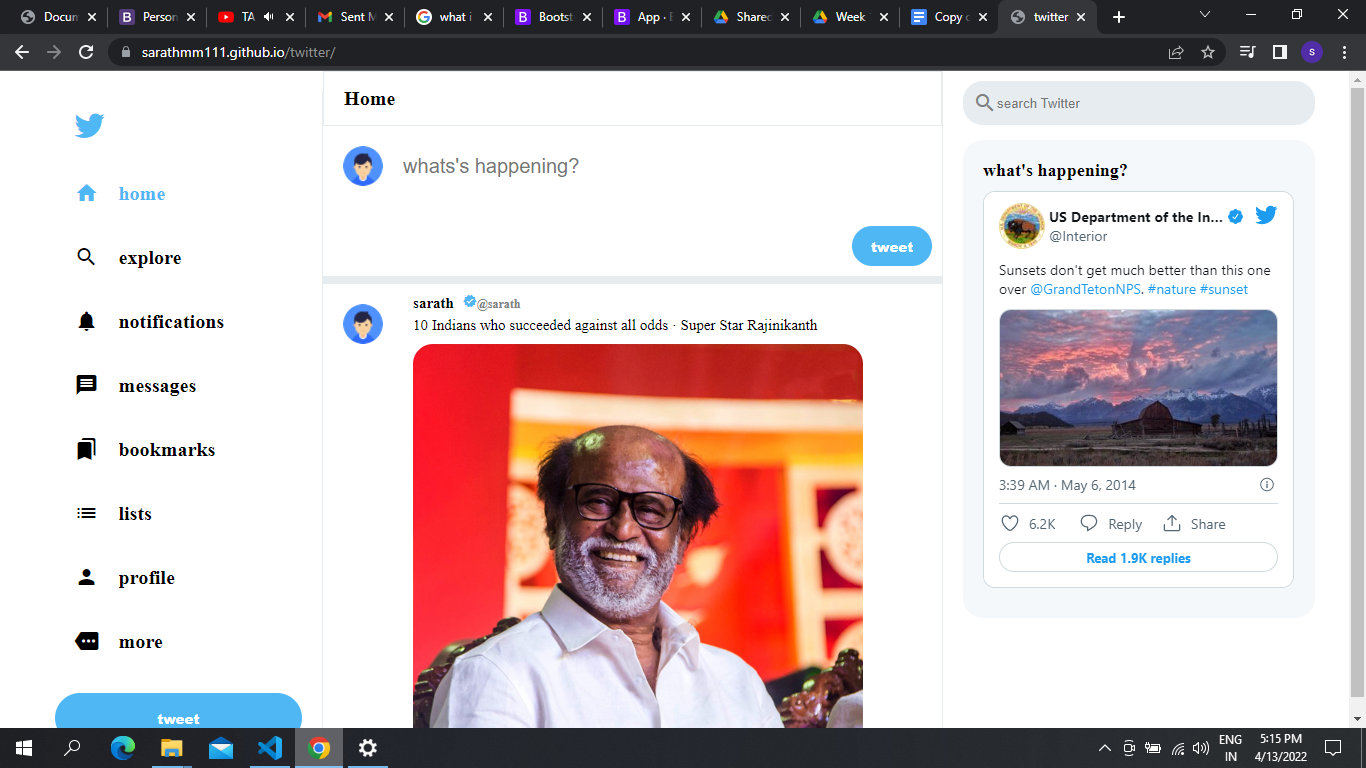 Docum
Person
TA
Sent M
what i
Bootst
App · E
Shared
Week
Copy o
twitter
sarathmm111.github.io/twitter/
s
Home
search Twitter
whats's happening?
home
what's happening?
US Department of the In...
@Interior
explore
tweet
Sunsets don't get much better than this one
over @GrandTetonNPS. #nature #sunset
sarath @sarath
10 Indians who succeeded against all odds · Super Star Rajinikanth
notifications
messages
bookmarks
3:39 AM · May 6, 2014
lists
6.2K Reply Share
Read 1.9K replies
profile
more
tweet
ENG
IN
5:15 PM
4/13/2022